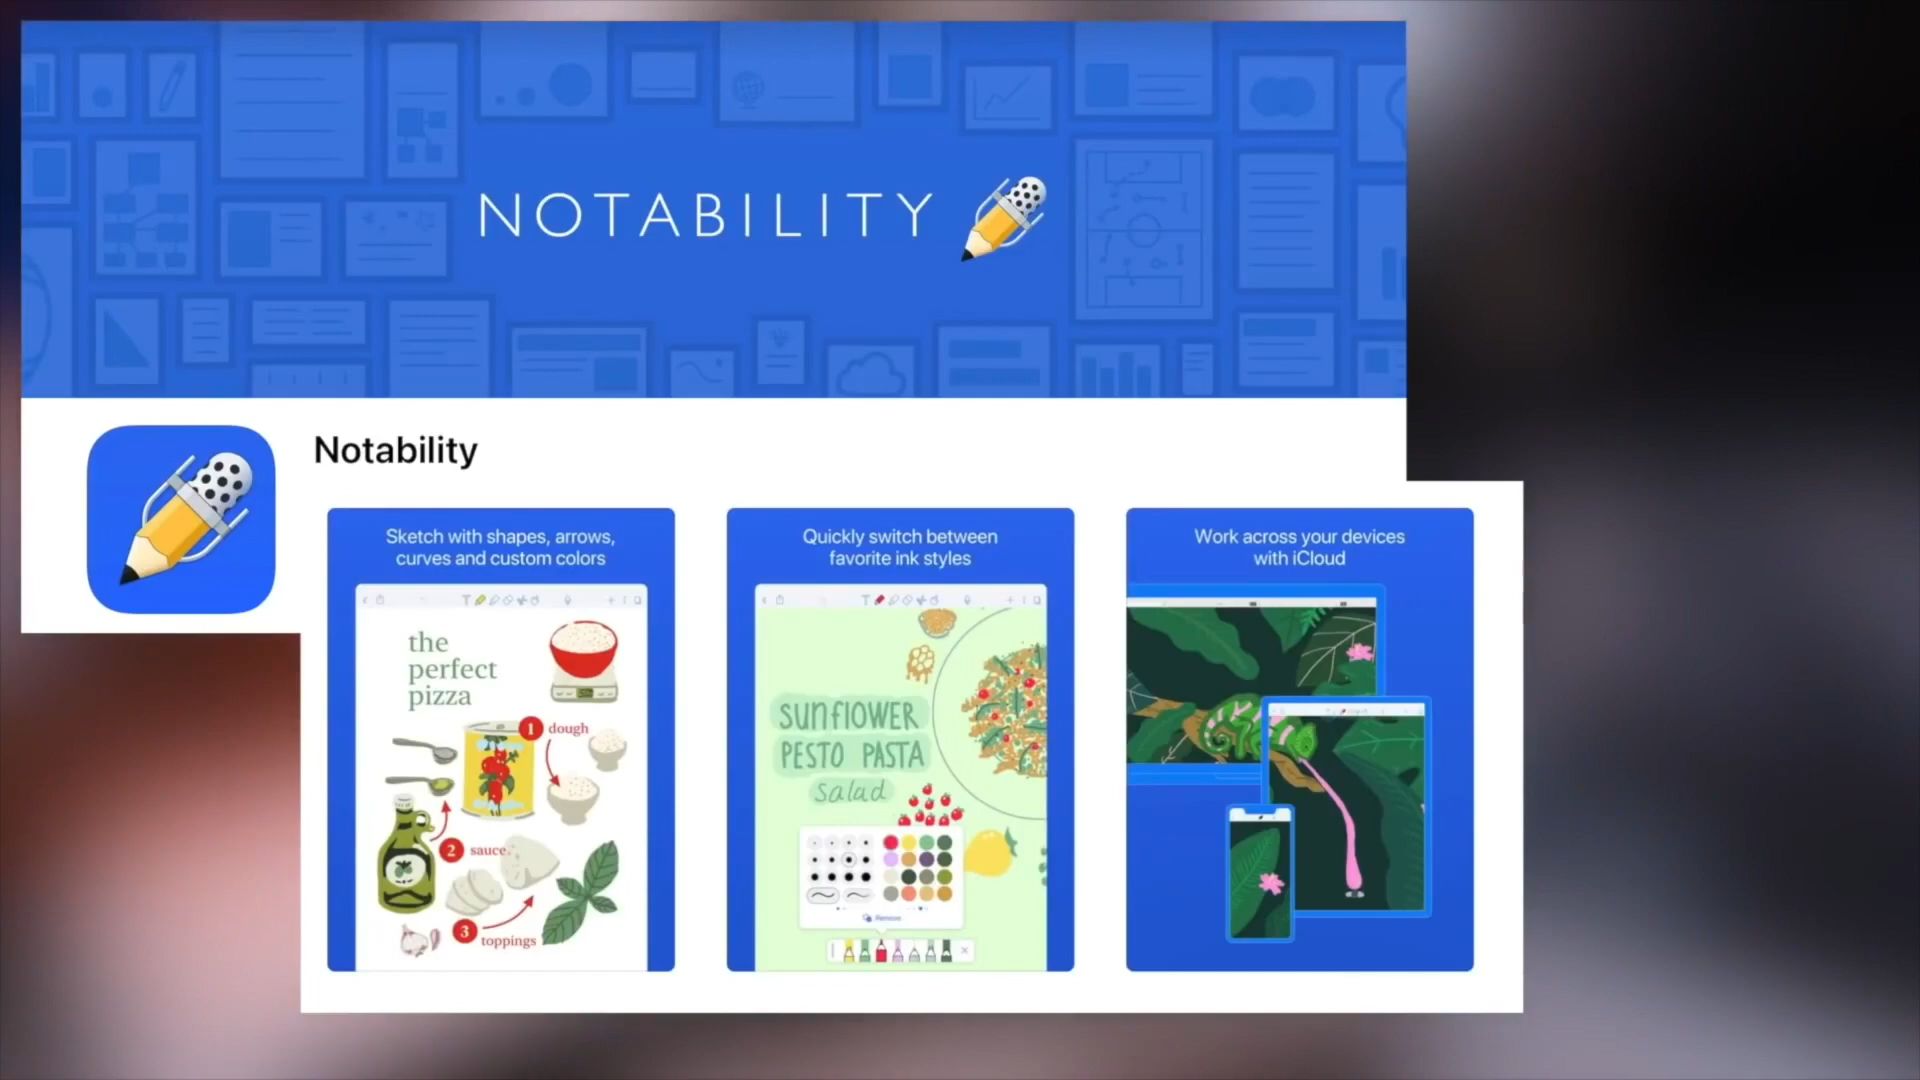 NOTABILITY
Notability
Sketch with shapes, arrows,
curves and custom colors
the
perfect
pizza
1 dough
2 sauce
3 toppings
Quickly switch between
favorite ink styles
SUNFLOWER
PESTO PASTA
Salad
Remove
Work across your devices
with iCloud